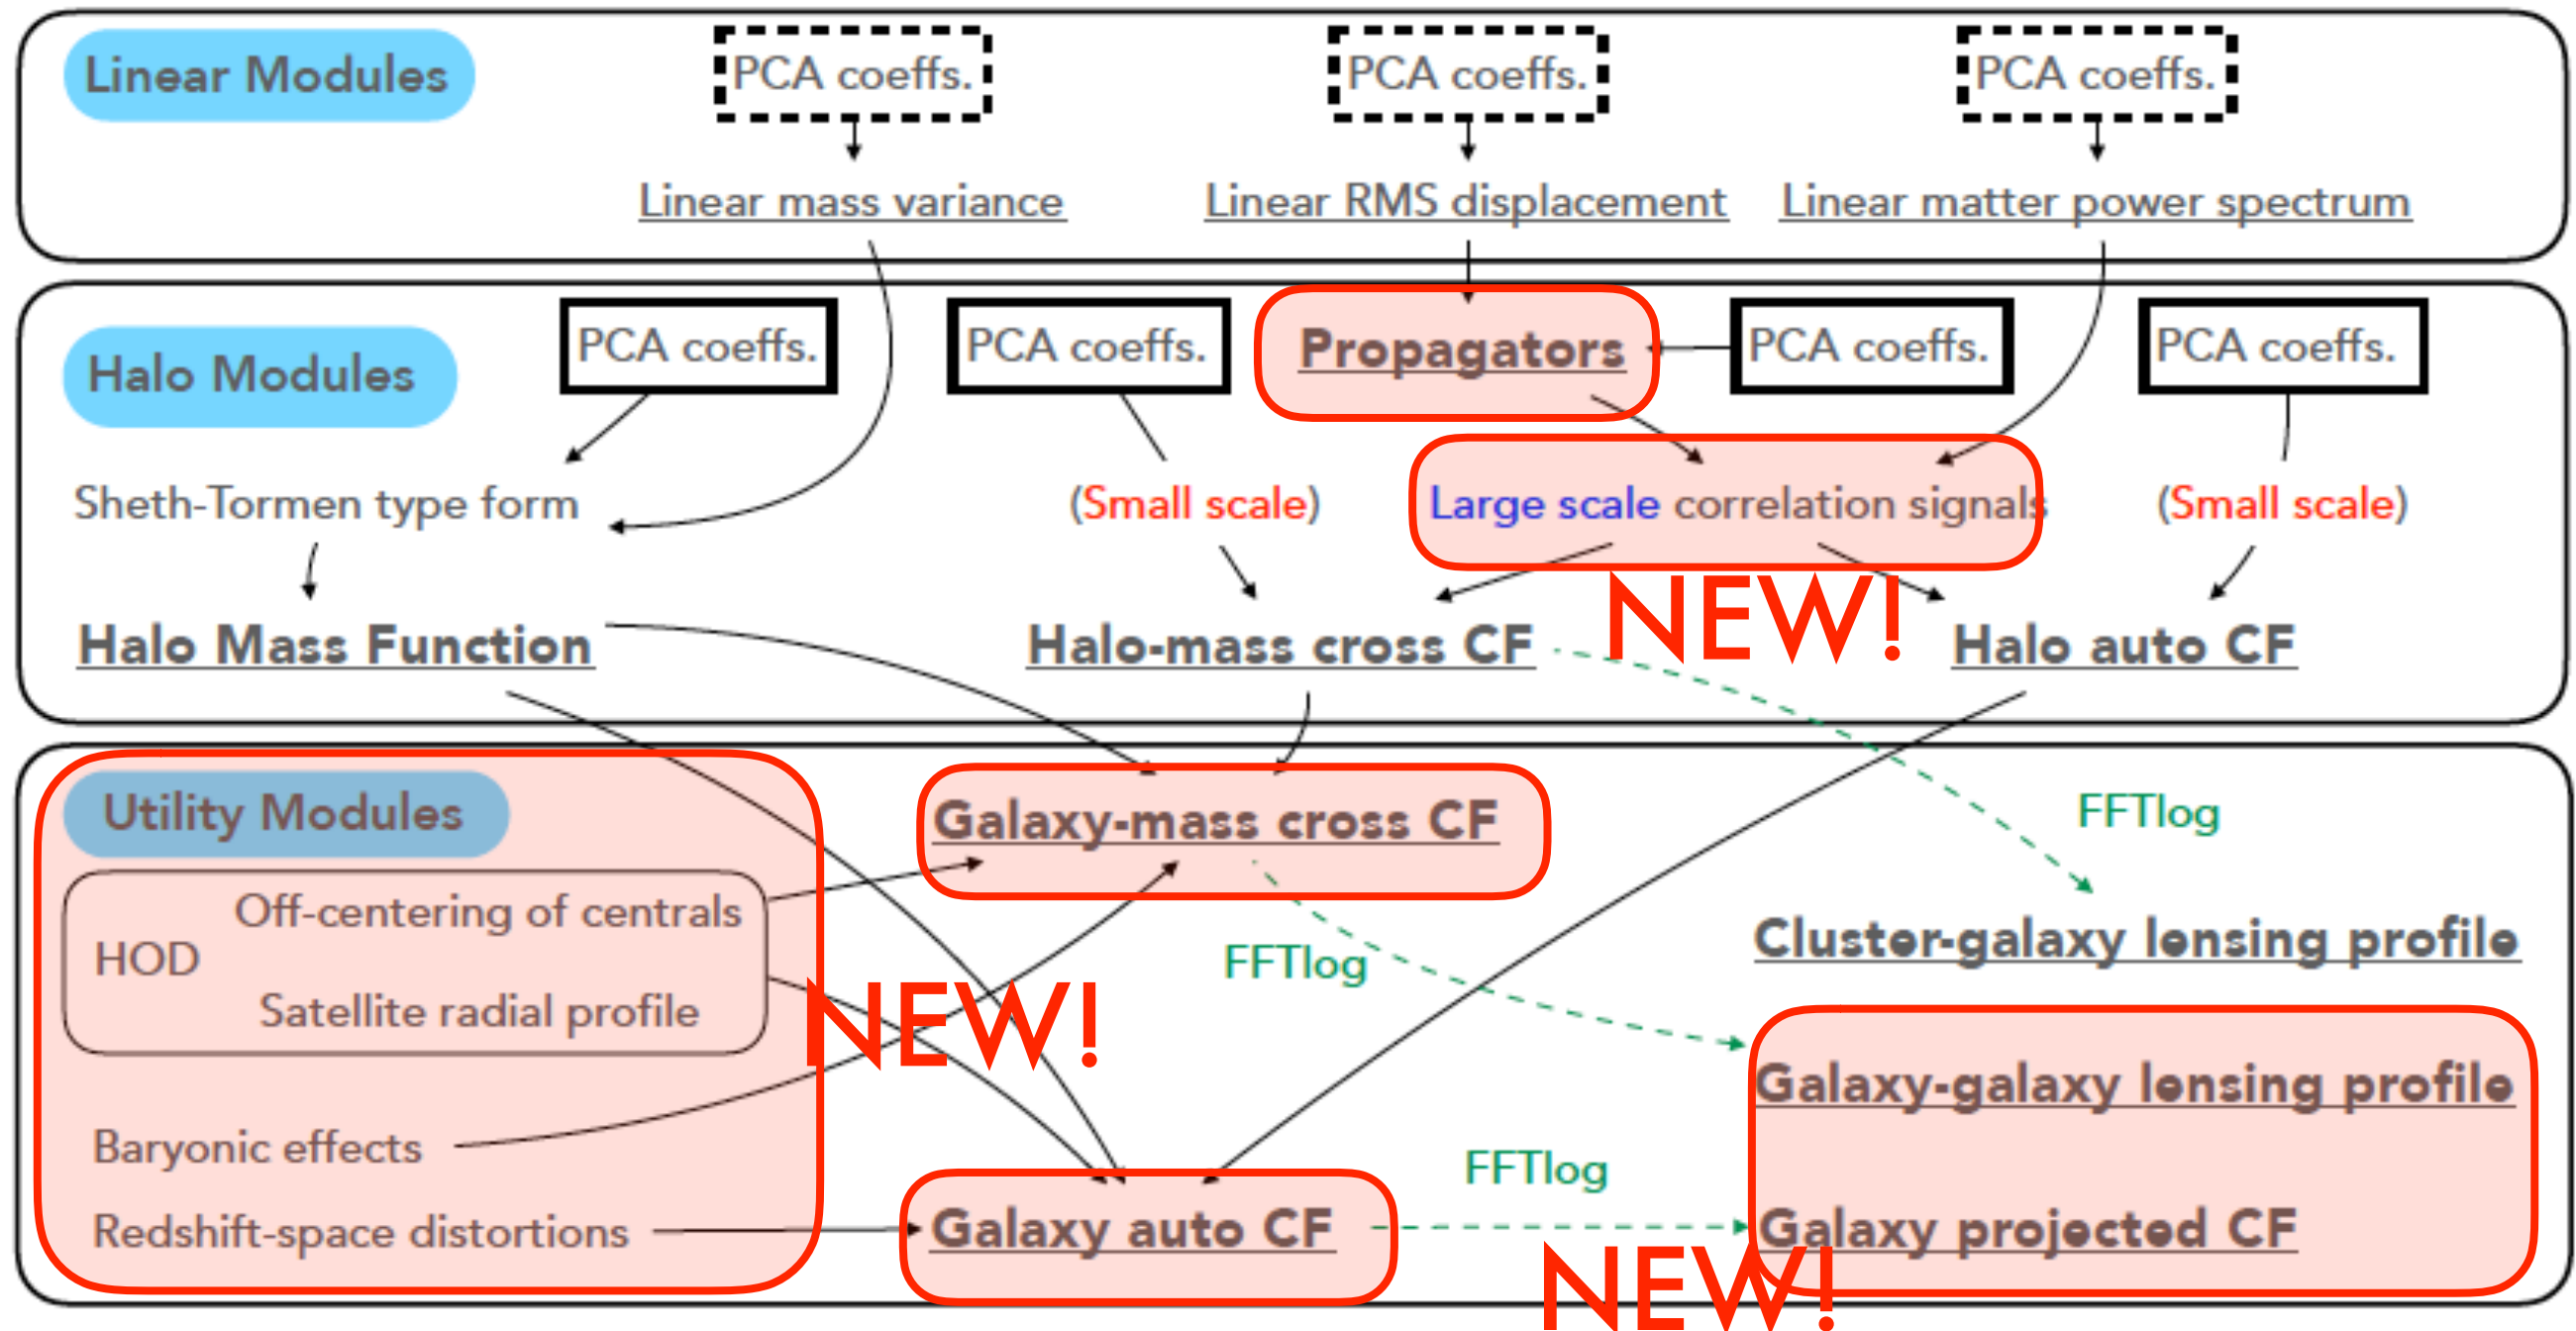 Linear Modules
PCA coeffs.
PCA coeffs.
PCA coeffs.
Linear mass variance
Linear RMS displacement
Linear matter power spectrum
Halo Modules
PCA coeffs.
PCA coeffs.
Propagators
PCA coeffs.
PCA coeffs.
Sheth-Tormen type form
(Small scale)
Large scale correlation signals
(Small scale)
NEW!
Halo Mass Function
Halo-mass cross CF
Halo auto CF
Utility Modules
Galaxy-mass cross CF
FFTlog
Off-centering of centrals
HOD
Satellite radial profile
FFTlog
Cluster-galaxy lensing profile
NEW!
Galaxy-galaxy lensing profile
Baryonic effects
FFTlog
Redshift-space distortions
Galaxy auto CF
Galaxy projected CF
NEW!